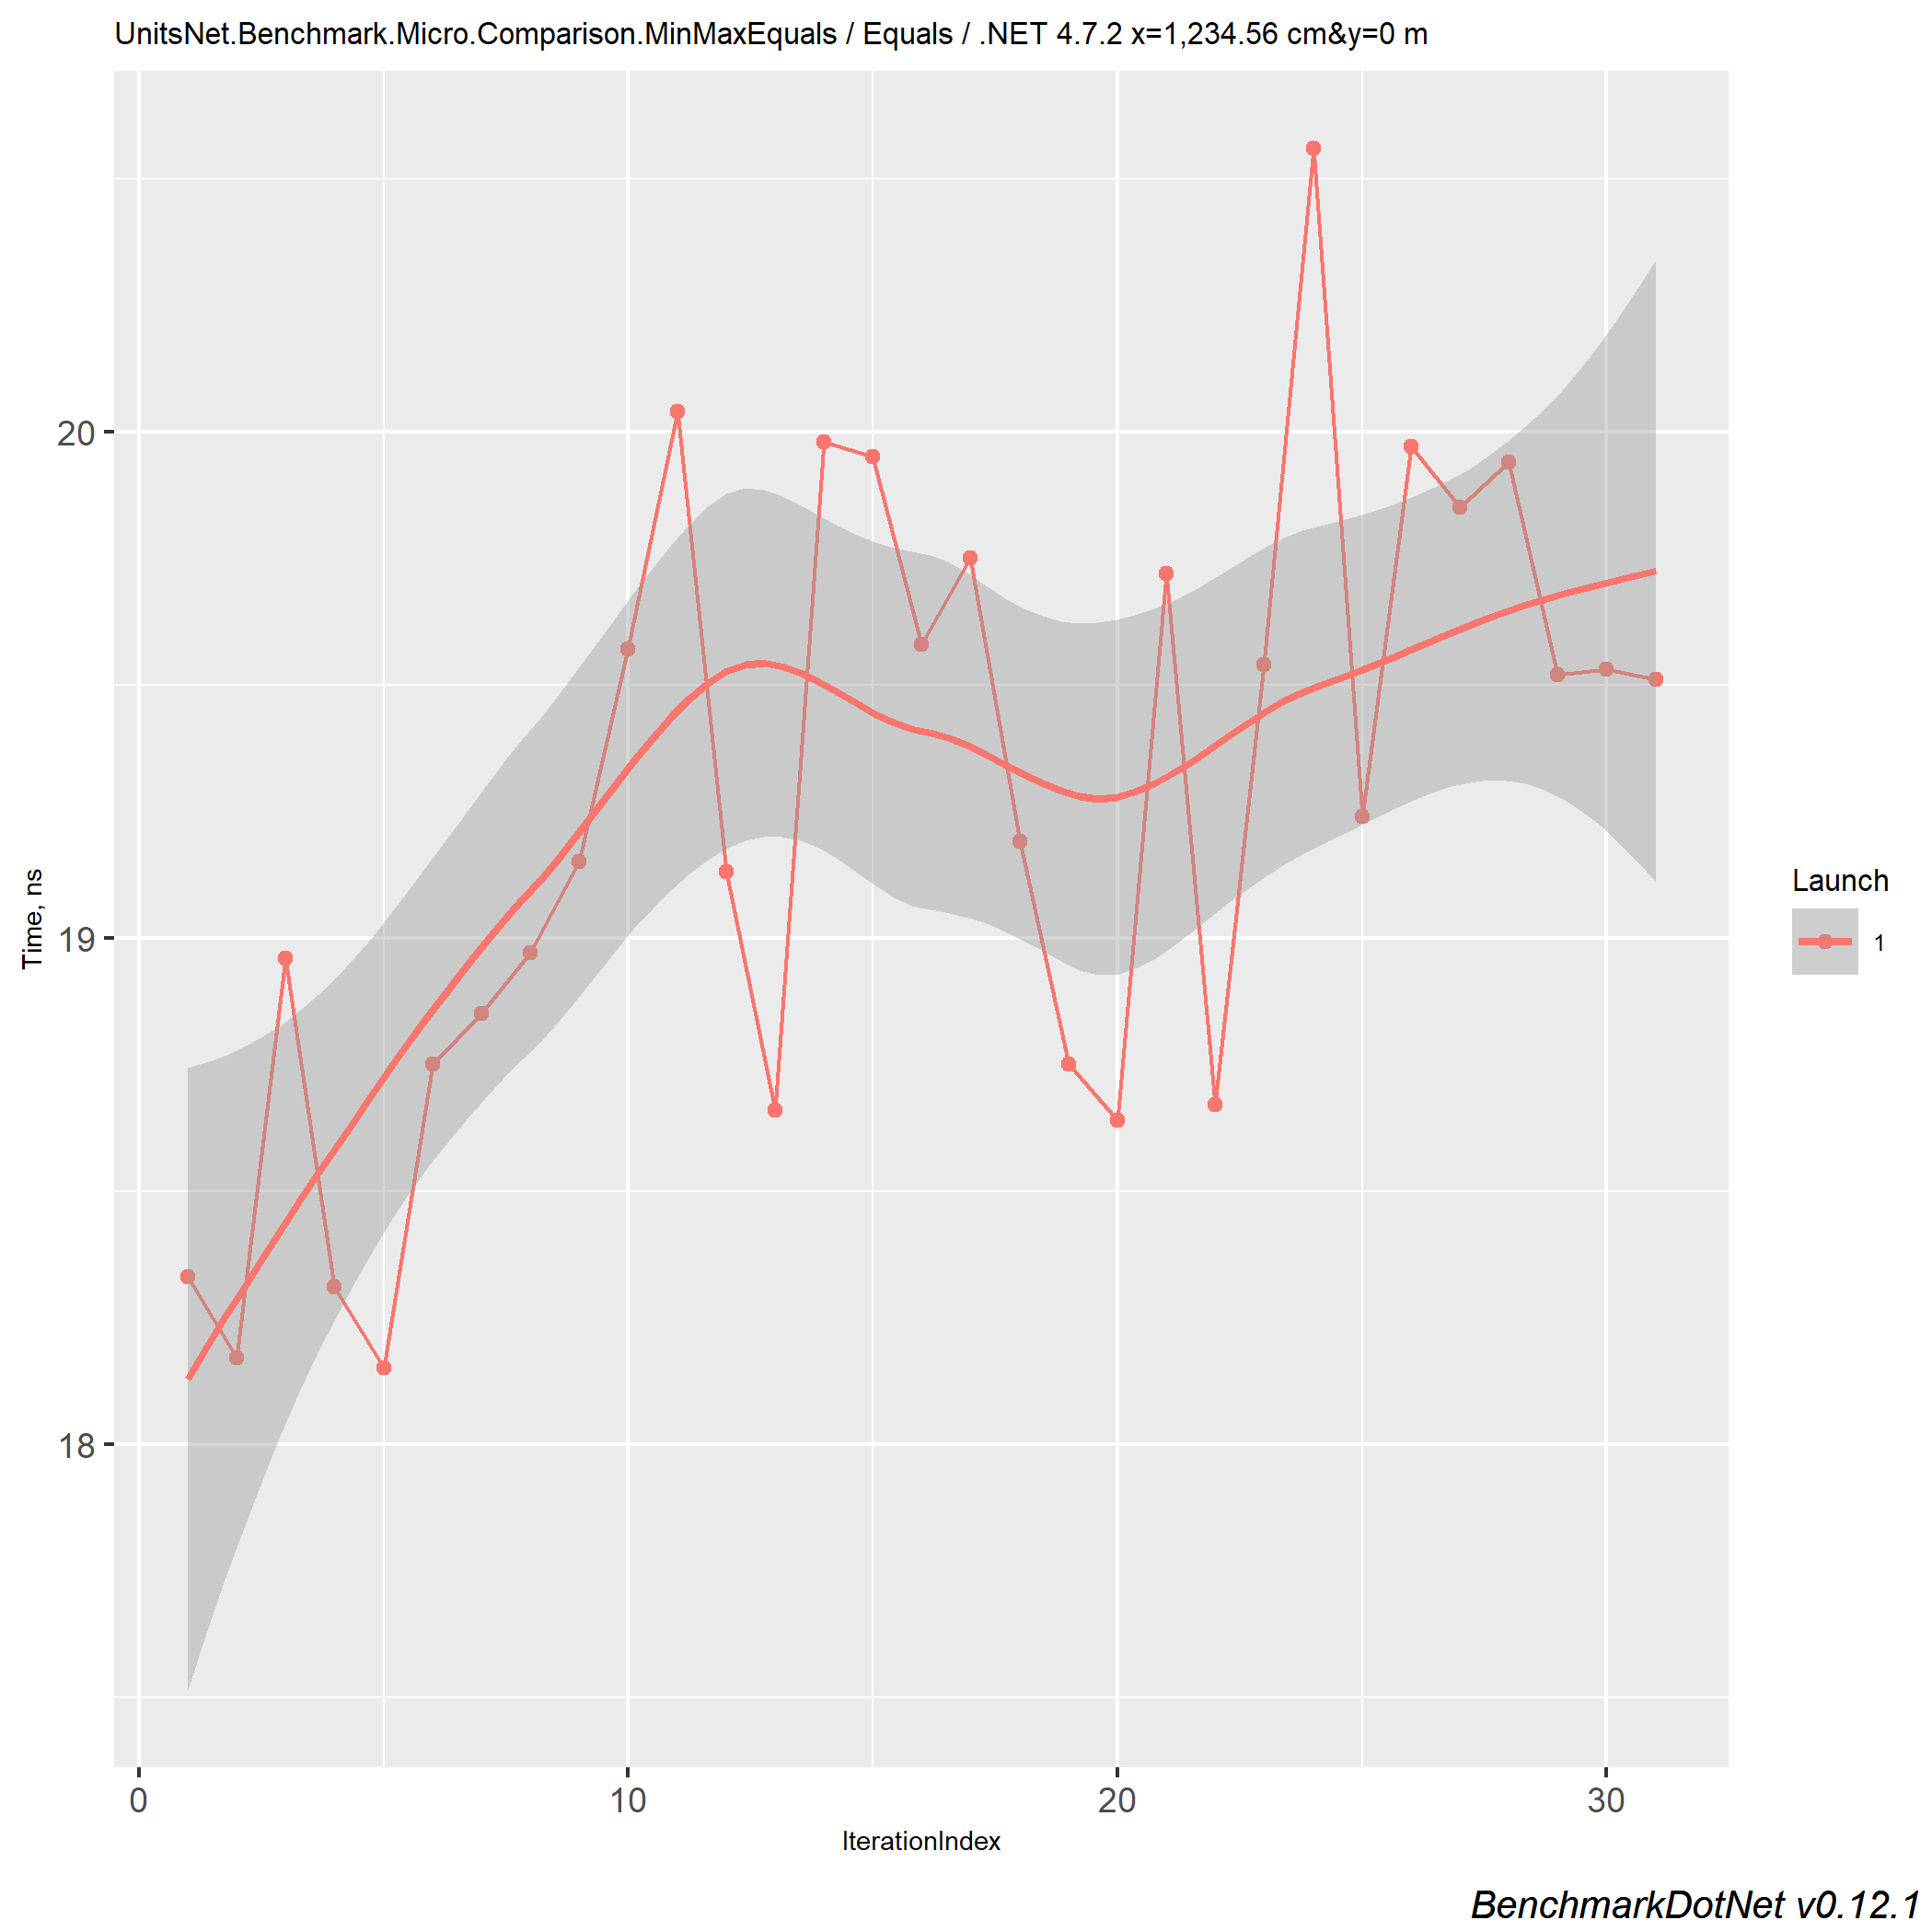 UnitsNet.Benchmark.Micro.Comparison.MinMaxEquals / Equals / .NET 4.7.2 x=1,234.56 cm&y=0 m
20
19
18
Time, ns
0 10 20 30
IterationIndex
Launch
1
BenchmarkDotNet v0.12.1